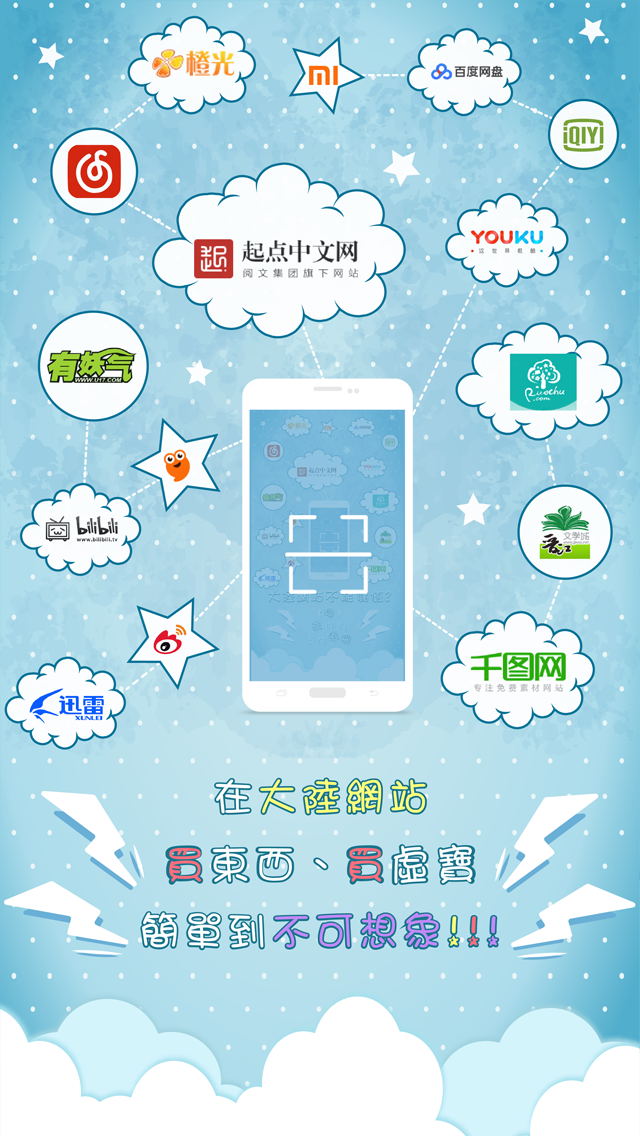 橙光
mi
百度网盘
iQIYI
起
起点中文网
阅文集团旗下网站
YOUKU
这世界很酷
有妖气
WWW.U17.COM
Ruochu
.com
bilibili
www.bilibili.tv
晋江
文学城
千图网
专注免费素材网站
迅雷
XUNLEI
在大陸網站
買東西、買虛寶
簡單到不可想象!!!